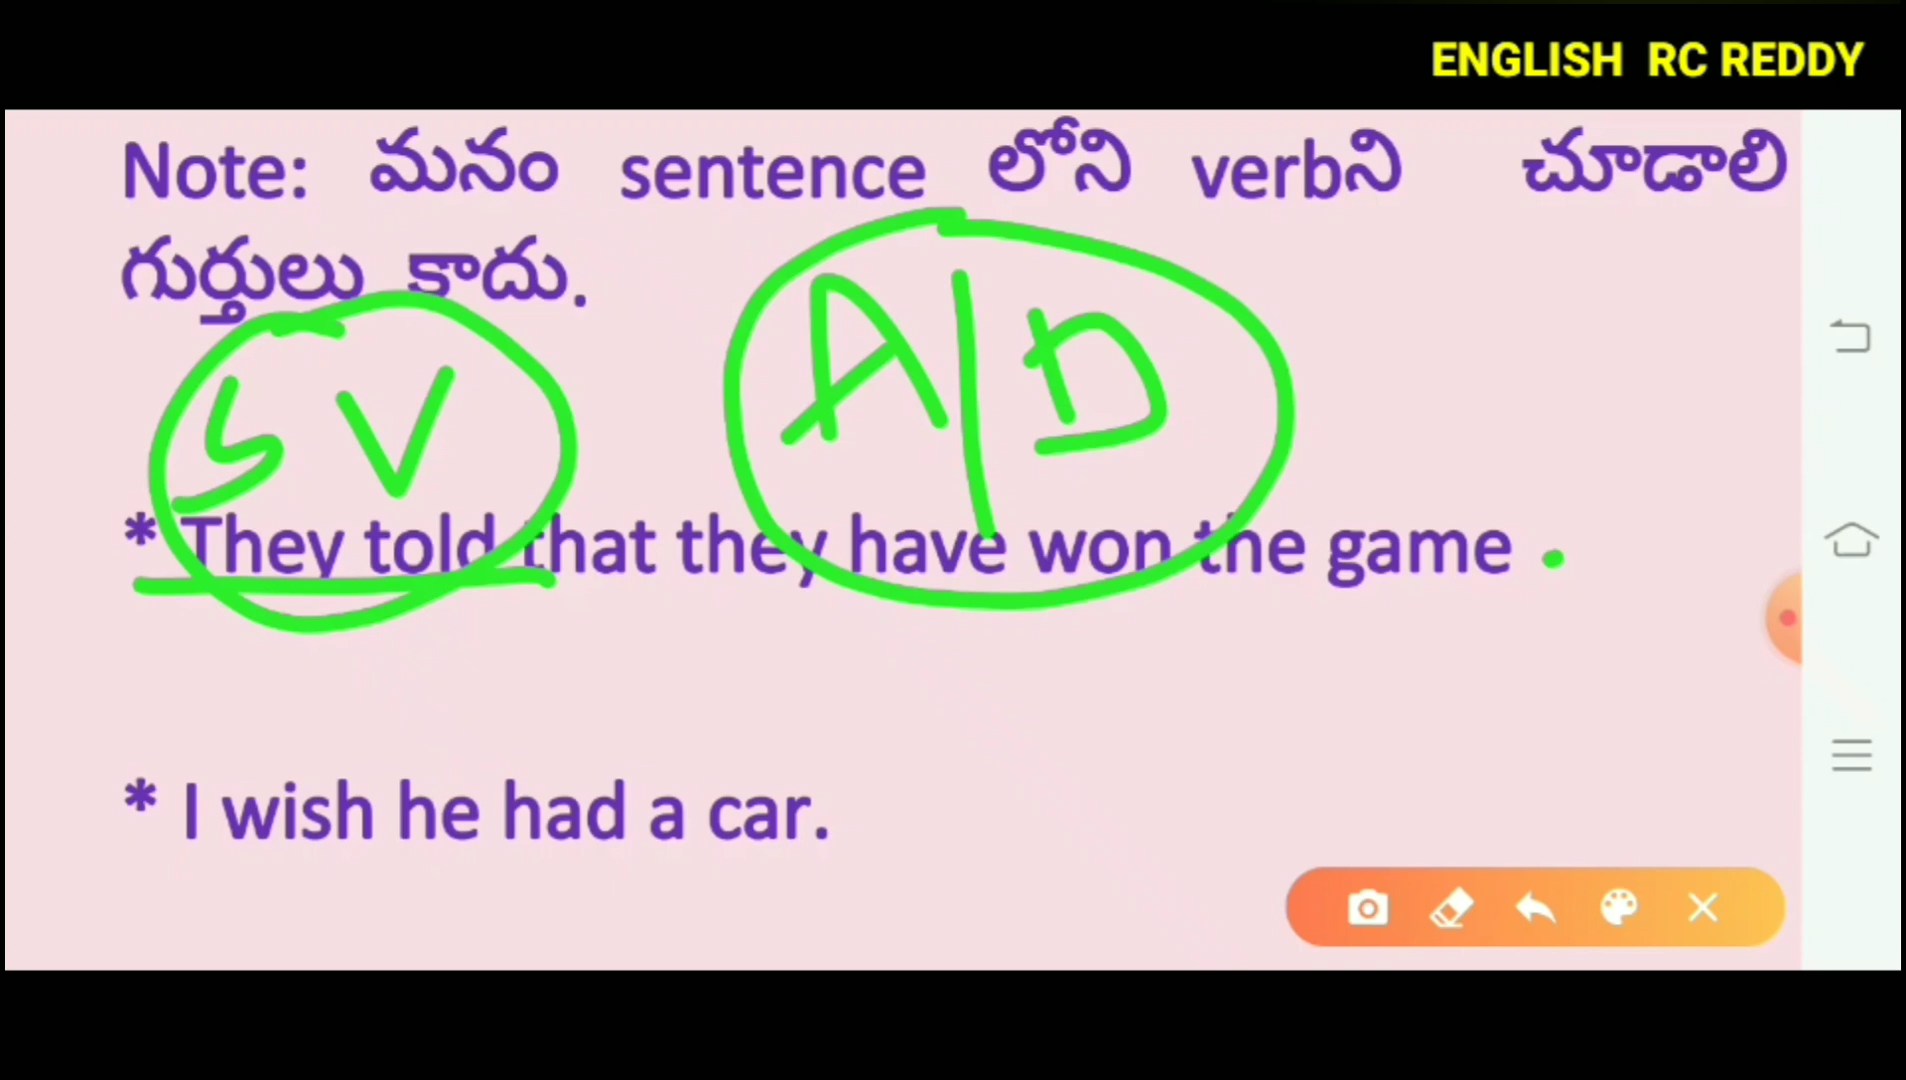 ENGLISH RC REDDY
Note: మనం sentence లోని verbని చూడాలి
గుర్తులు కాదు.
S V A/D
* They told that they have won the game .
* I wish he had a car.